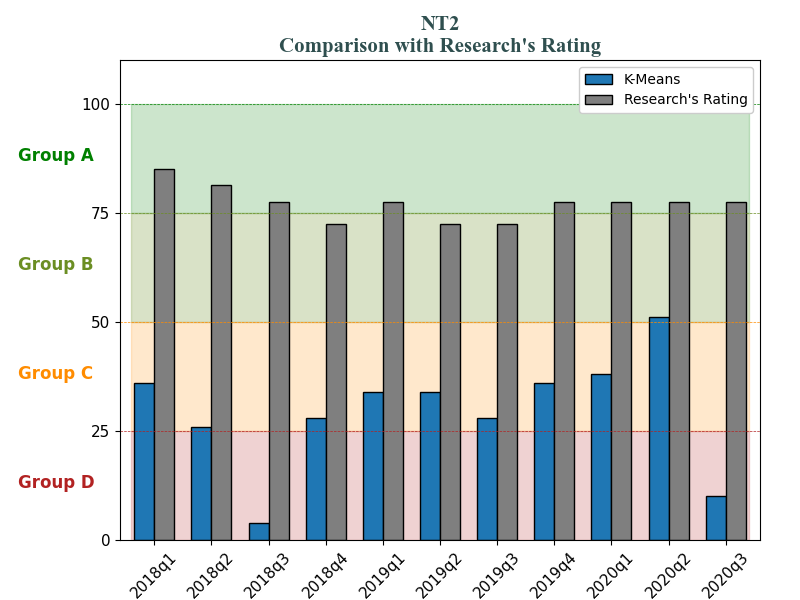 NT2
Comparison with Research's Rating
K-Means
Research's Rating
100
Group A
75
Group B
50
Group C
25
Group D
0
2018q1
2018q2
2018q3
2018q4
2019q1
2019q2
2019q3
2019q4
2020q1
2020q2
2020q3